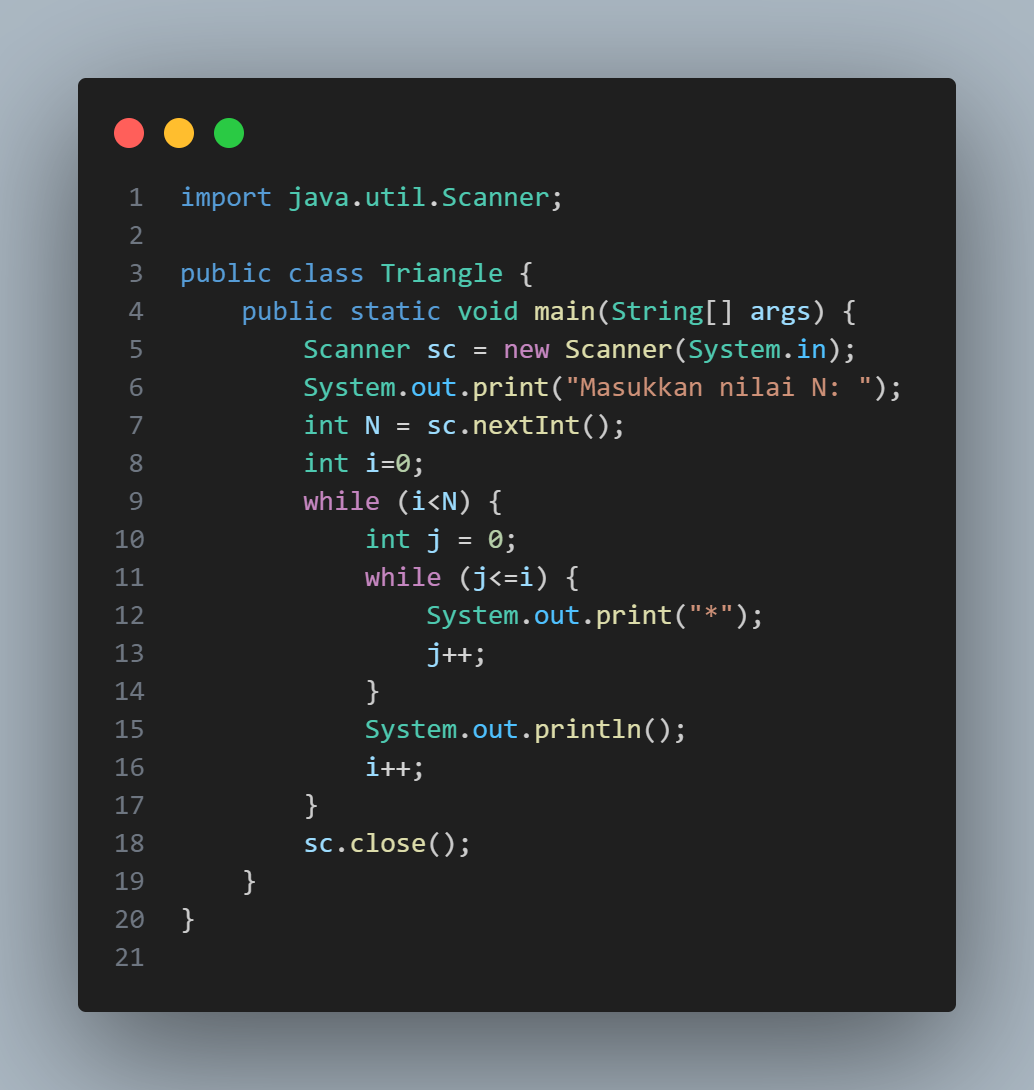 1 import java.util.Scanner;
2
3 public class Triangle {
4     public static void main(String[] args) {
5         Scanner sc = new Scanner(System.in);
6         System.out.print("Masukkan nilai N: ");
7         int N = sc.nextInt();
8         int i=0;
9         while (i<N) {
10             int j = 0;
11             while (j<=i) {
12                 System.out.print("*");
13                 j++;
14             }
15             System.out.println();
16             i++;
17         }
18         sc.close();
19     }
20 }
21